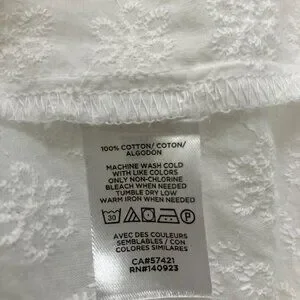 100% COTTON/ COTON/
ALGODON
MACHINE WASH COLD
WITH LIKE COLORS
ONLY NON-CHLORINE
BLEACH WHEN NEEDED
TUMBLE DRY LOW
WARM IRON WHEN NEEDED
30
AVEC DES COULEURS
SEMBLABLES / CON
COLORES SIMILARES
CA#57421
RN#140923